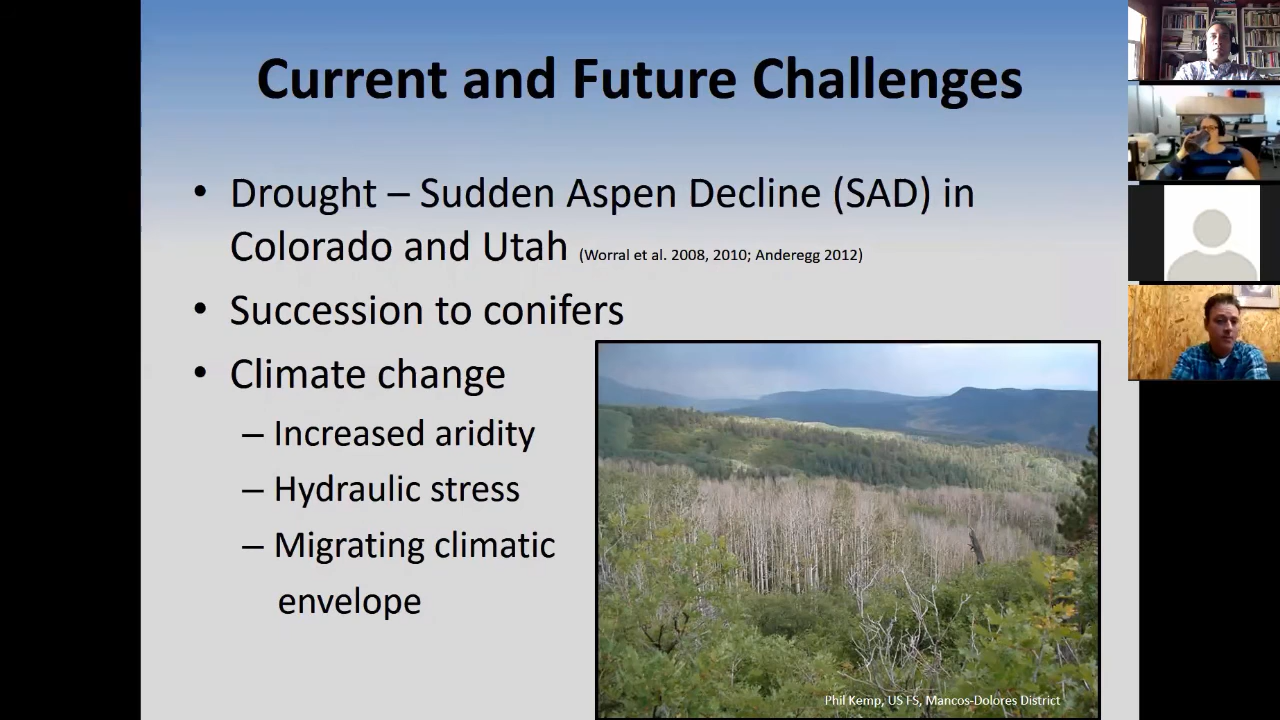 Current and Future Challenges
• Drought – Sudden Aspen Decline (SAD) in
Colorado and Utah (Worral et al. 2008, 2010; Anderegg 2012)
• Succession to conifers
• Climate change
– Increased aridity
– Hydraulic stress
– Migrating climatic
envelope
Phil Kemp, US FS, Mancos-Dolores District